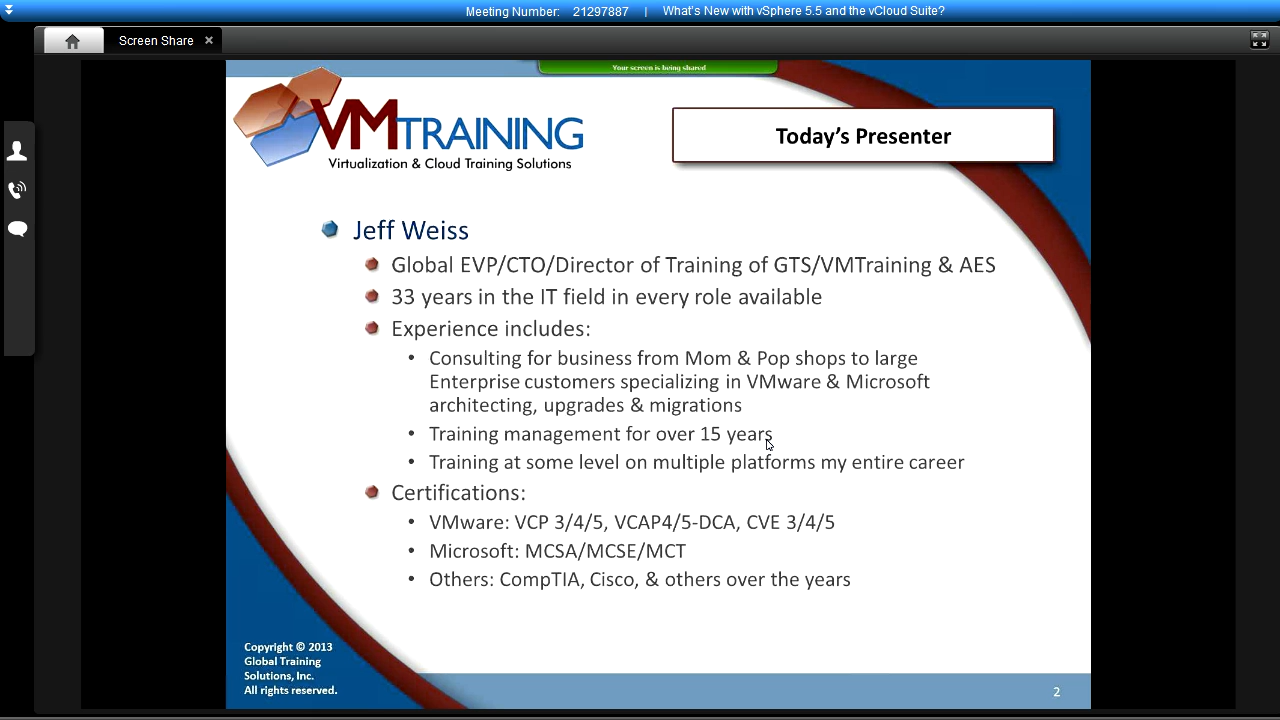 Meeting Number: 21297887 | What's New with vSphere 5.5 and the vCloud Suite?
Screen Share ×
Your screen is being shared
VMTRAINING
Virtualization & Cloud Training Solutions
Today's Presenter
Jeff Weiss
Global EVP/CTO/Director of Training of GTS/VMTraining & AES
33 years in the IT field in every role available
Experience includes:
• Consulting for business from Mom & Pop shops to large
Enterprise customers specializing in VMware & Microsoft
architecting, upgrades & migrations
• Training management for over 15 years
• Training at some level on multiple platforms my entire career
Certifications:
• VMware: VCP 3/4/5, VCAP4/5-DCA, CVE 3/4/5
• Microsoft: MCSA/MCSE/MCT
• Others: CompTIA, Cisco, & others over the years
Copyright © 2013
Global Training
Solutions, Inc.
All rights reserved.
2